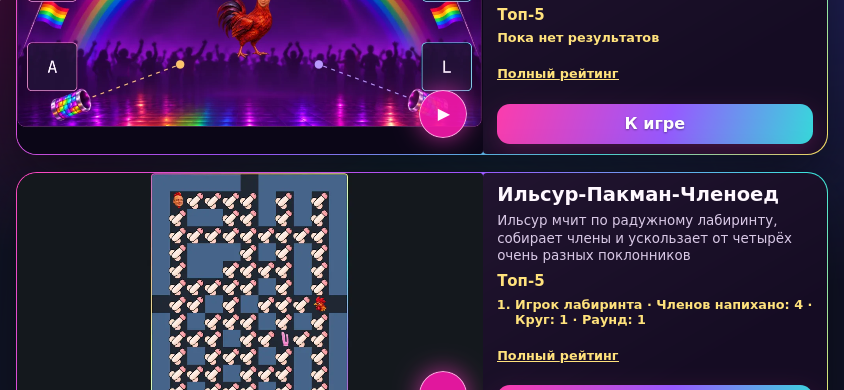 A
L
Топ-5
Пока нет результатов
Полный рейтинг
К игре
Ильсур-Пакман-Членоед
Ильсур мчит по радужному лабиринту,
собирает члены и ускользает от четырёх
очень разных поклонников
Топ-5
1. Игрок лабиринта · Членов напихано: 4 ·
Круг: 1 · Раунд: 1
Полный рейтинг